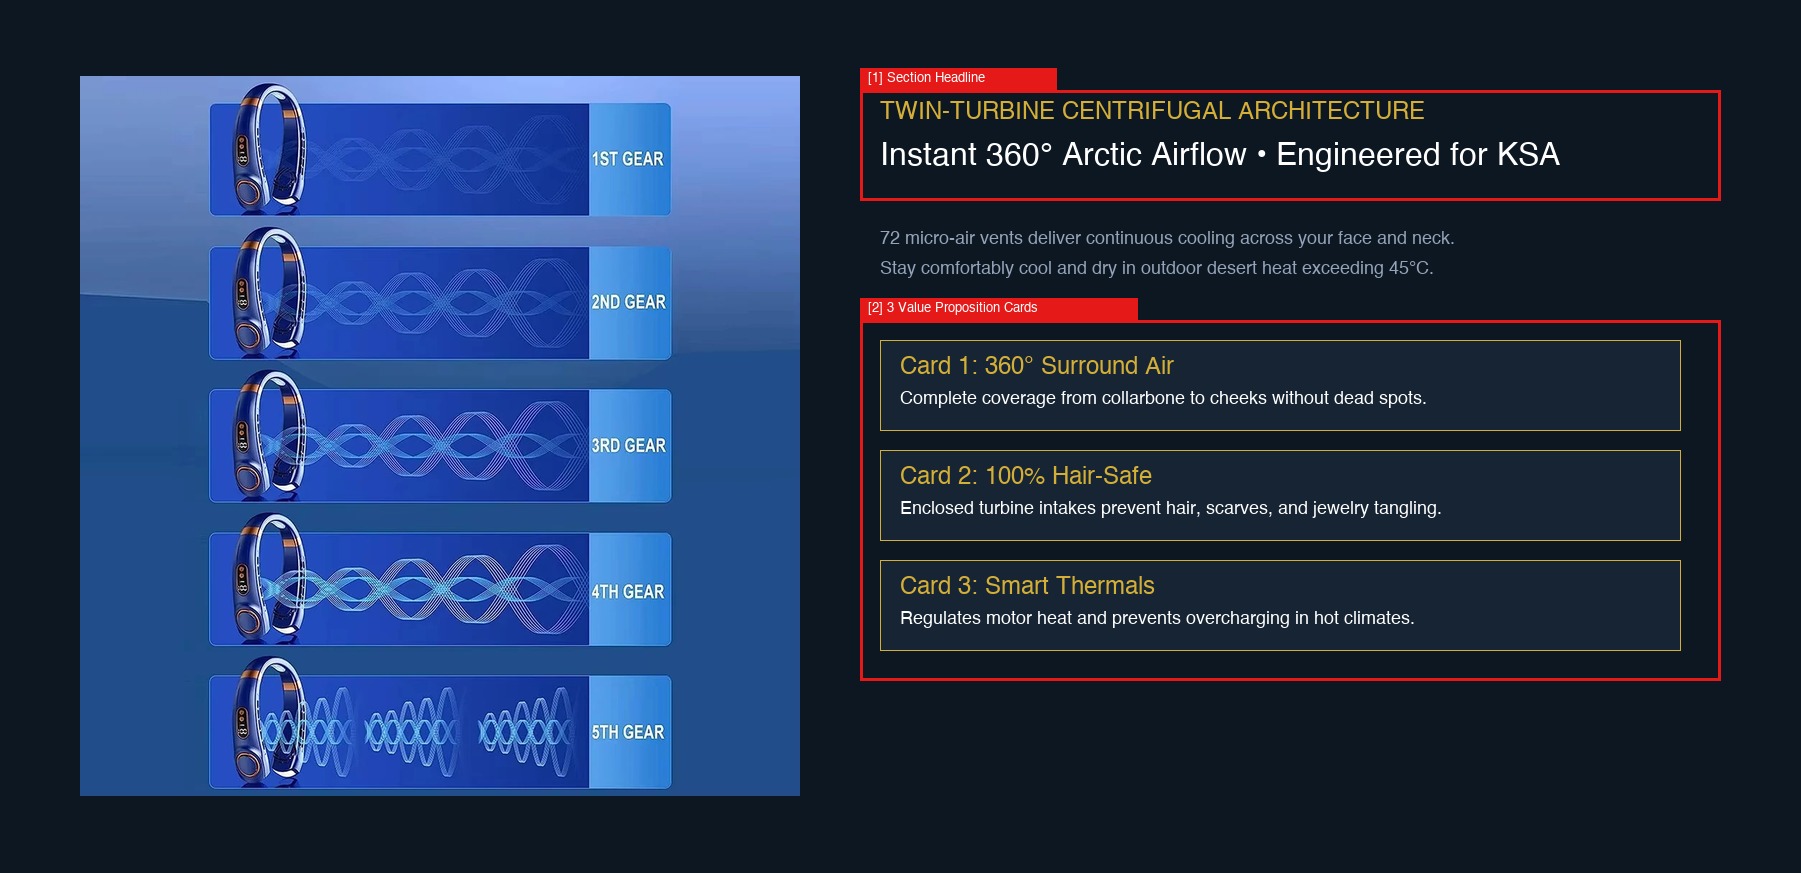 1ST GEAR
2ND GEAR
3RD GEAR
4TH GEAR
5TH GEAR
[1] Section Headline
TWIN-TURBINE CENTRIFUGAL ARCHITECTURE
Instant 360° Arctic Airflow • Engineered for KSA
72 micro-air vents deliver continuous cooling across your face and neck.
Stay comfortably cool and dry in outdoor desert heat exceeding 45°C.
[2] 3 Value Proposition Cards
Card 1: 360° Surround Air
Complete coverage from collarbone to cheeks without dead spots.
Card 2: 100% Hair-Safe
Enclosed turbine intakes prevent hair, scarves, and jewelry tangling.
Card 3: Smart Thermals
Regulates motor heat and prevents overcharging in hot climates.